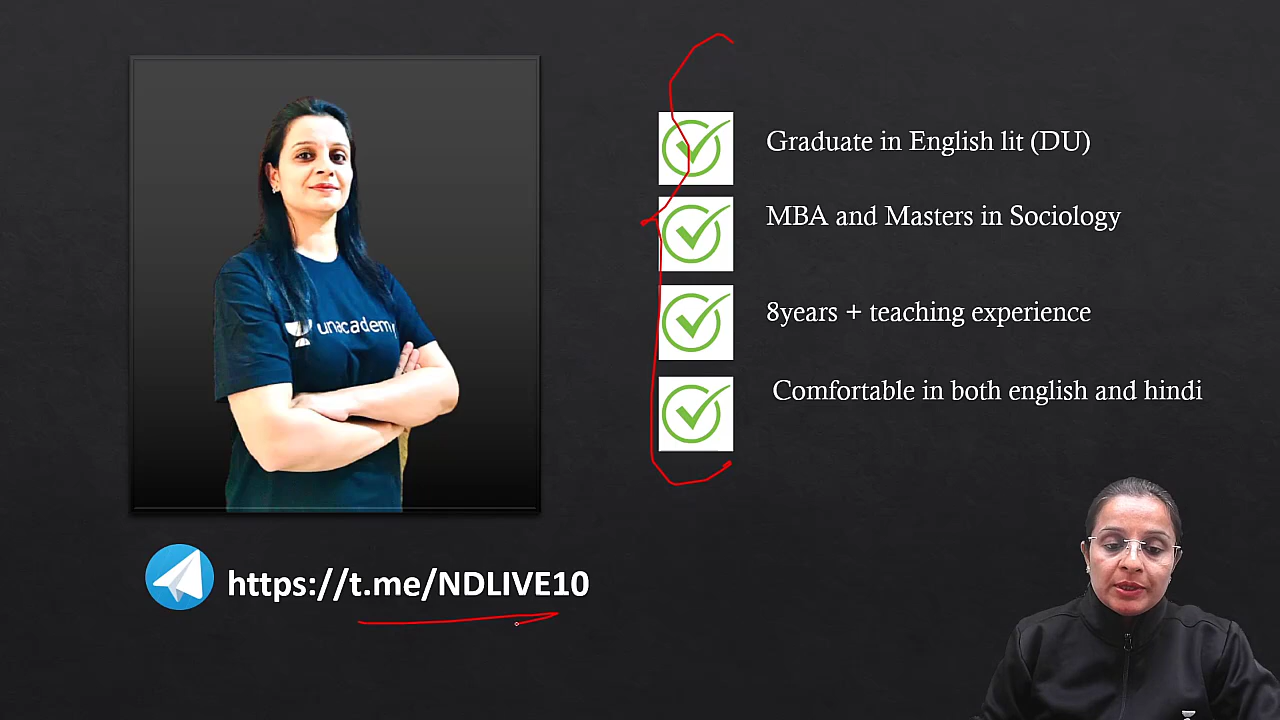 Graduate in English lit (DU)
MBA and Masters in Sociology
8years + teaching experience
Comfortable in both english and hindi
unacademy
https://t.me/NDLIVE10